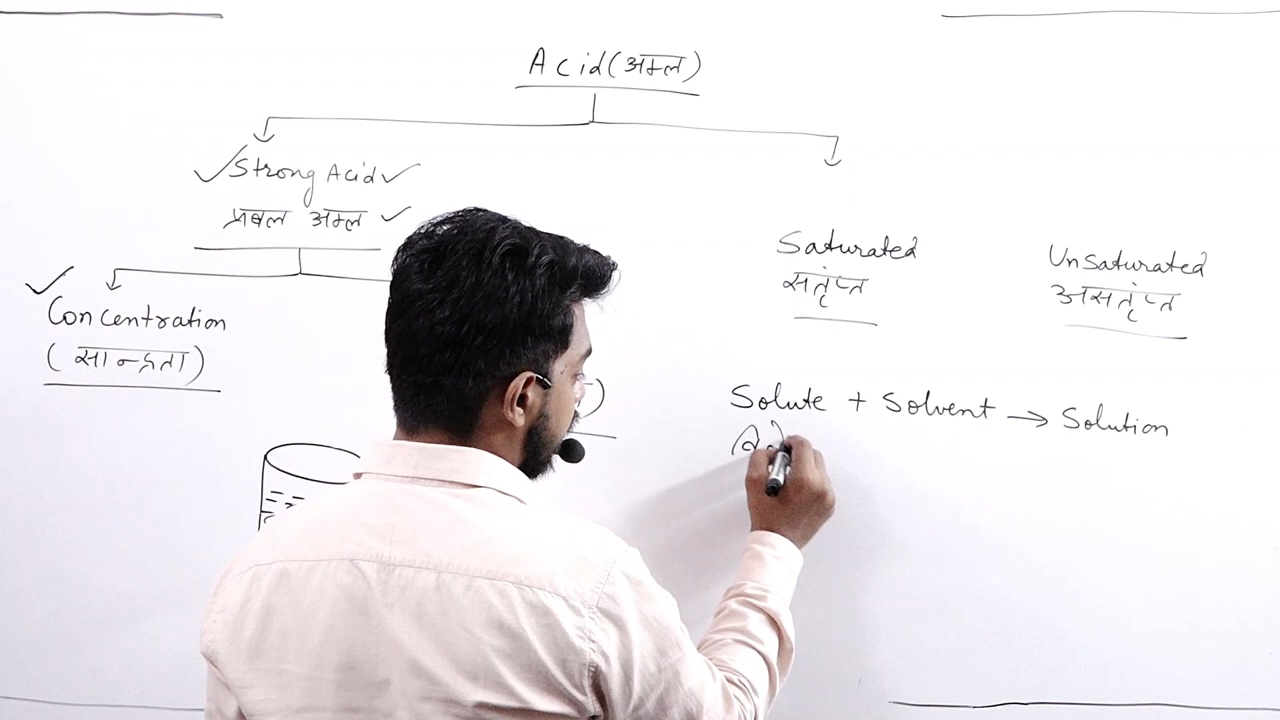 Acid (अम्ल)
Strong Acid
प्रबल अम्ल
Concentration
(सान्द्रता)
Saturated
संतृप्त
Unsaturated
असंतृप्त
Solute + Solvent → Solution